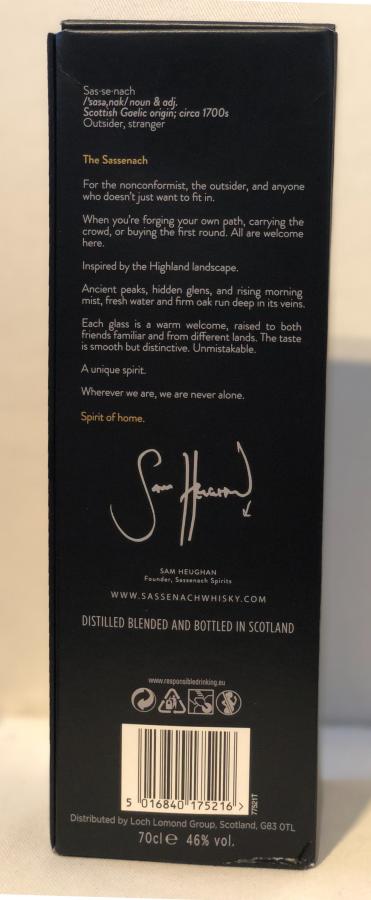 Sas·se·nach
/ˈsasəˌnak/ noun & adj.
Scottish Gaelic origin; circa 1700s
Outsider, stranger
The Sassenach
For the nonconformist, the outsider, and anyone
who doesn't just want to fit in.
When you're forging your own path, carrying the
crowd, or buying the first round. All are welcome
here.
Inspired by the Highland landscape.
Ancient peaks, hidden glens, and rising morning
mist, fresh water and firm oak run deep in its veins.
Each glass is a warm welcome, raised to both
friends familiar and from different lands. The taste
is smooth but distinctive. Unmistakable.
A unique spirit.
Wherever we are, we are never alone.
Spirit of home.
Sam Heughan
SAM HEUGHAN
Founder, Sassenach Spirits
WWW.SASSENACHWHISKY.COM
DISTILLED BLENDED AND BOTTLED IN SCOTLAND
www.responsibledrinking.eu
5 016840 175216 >
77521T
Distributed by Loch Lomond Group, Scotland, G83 0TL
70cl e 46% vol.